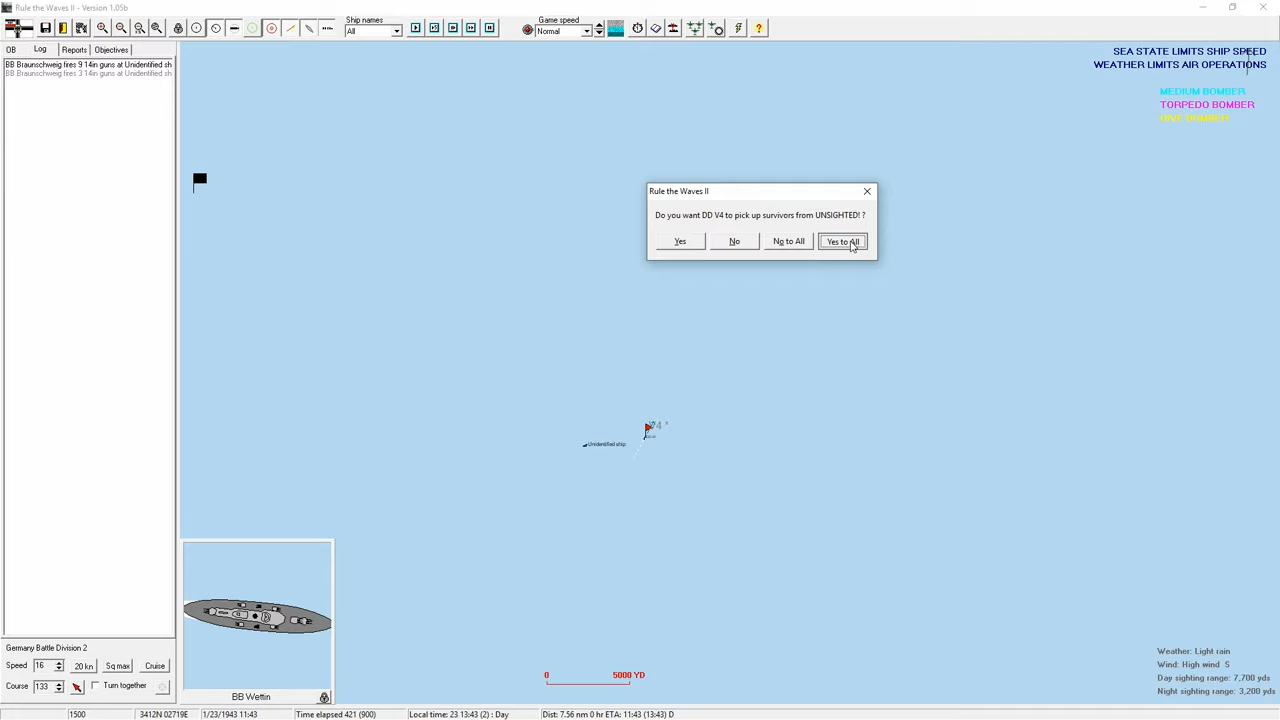 Rule the Waves II - Version 1.05b
Ship names
All
Game speed
Normal
OB Log Reports Objectives
BB Braunschweig fires 9 14in guns at Unidentified sh
BB Braunschweig fires 3 14in guns at Unidentified sh
SEA STATE LIMITS SHIP SPEED
WEATHER LIMITS AIR OPERATIONS
MEDIUM BOMBER
TORPEDO BOMBER
DIVE BOMBER
Rule the Waves II
Do you want DD V4 to pick up survivors from UNSIGHTED! ?
Yes No No to All Yes to All
V4
Unidentified ship
Germany Battle Division 2
Speed 16 20 kn Sq max Cruise
Course 133 Turn together
BB Wettin
0 5000 YD
Weather: Light rain
Wind: High wind S
Day sighting range: 7,700 yds
Night sighting range: 3,200 yds
1500 3412N 02719E 1/23/1943 11:43 Time elapsed 421 (900) Local time: 23 13:43 (2) : Day Dist: 7.56 nm 0 hr ETA: 11:43 (13:43) D